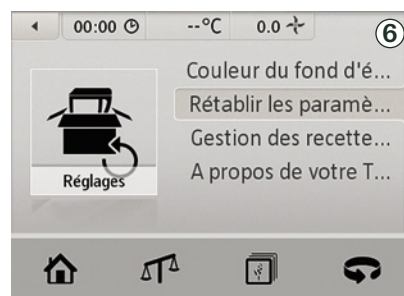 00:00 --°C 0.0
6
Couleur du fond d'é...
Rétablir les paramè...
Gestion des recette...
A propos de votre T...
Réglages